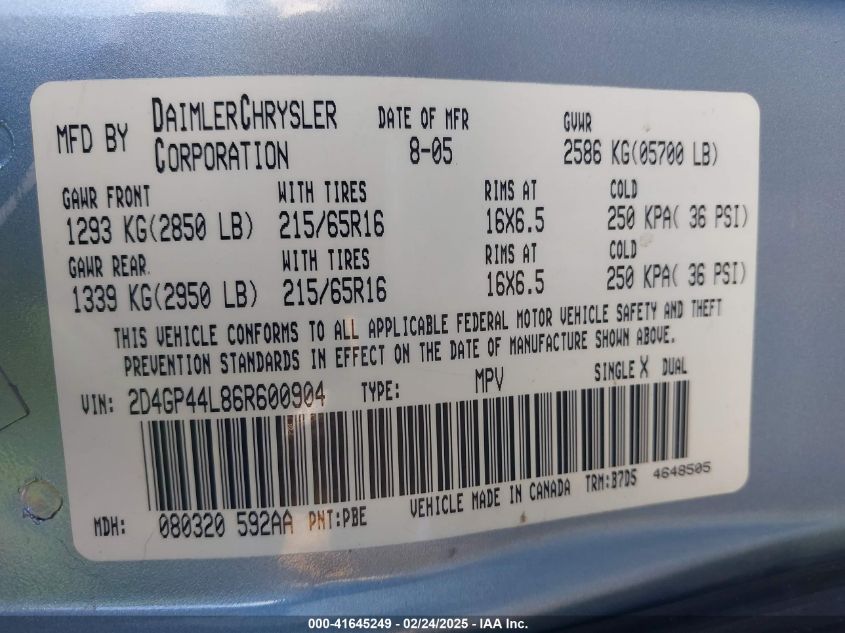 MFD BY DAIMLERCHRYSLER CORPORATION DATE OF MFR 8-05 GVWR 2586 KG(05700 LB)
GAWR FRONT WITH TIRES RIMS AT COLD
1293 KG(2850 LB) 215/65R16 16X6.5 250 KPA( 36 PSI)
GAWR REAR WITH TIRES RIMS AT COLD
1339 KG(2950 LB) 215/65R16 16X6.5 250 KPA( 36 PSI)
THIS VEHICLE CONFORMS TO ALL APPLICABLE FEDERAL MOTOR VEHICLE SAFETY AND THEFT
PREVENTION STANDARDS IN EFFECT ON THE DATE OF MANUFACTURE SHOWN ABOVE.
VIN: 2D4GP44L86R600904 TYPE: MPV SINGLE X DUAL
MDH: 080320 592AA PNT:PBE VEHICLE MADE IN CANADA TRM:B7D5 4648505
000-41645249 - 02/24/2025 - IAA Inc.